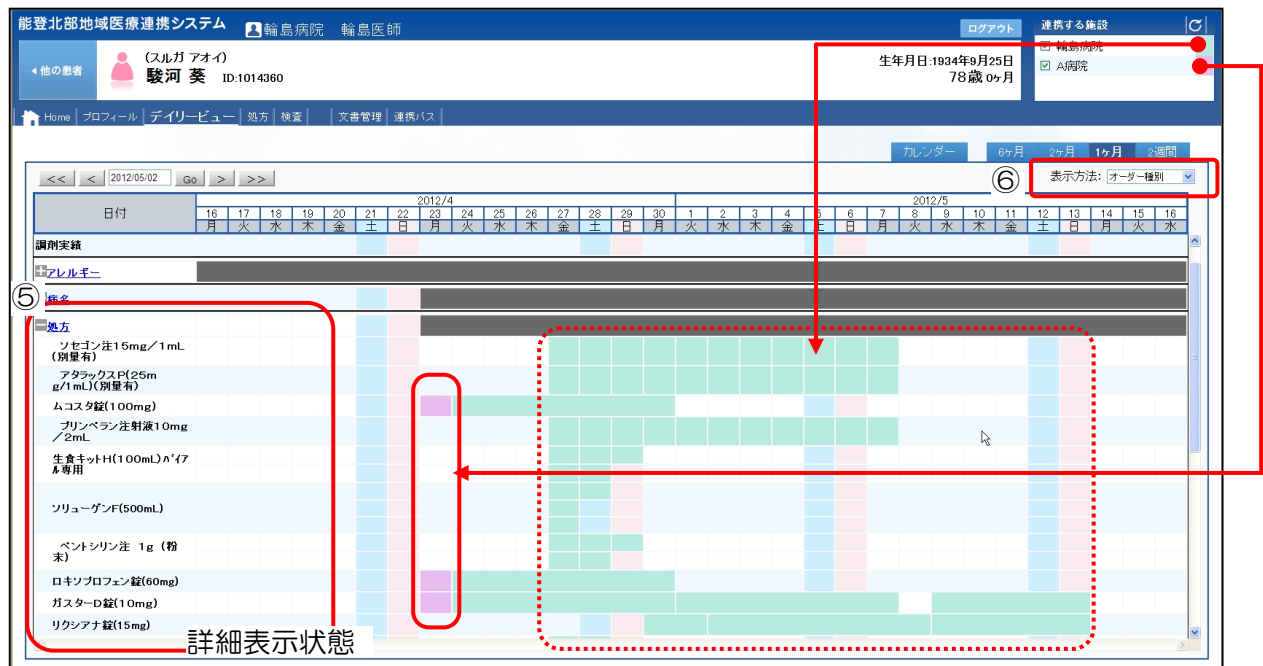 能登北部地域医療連携システム 輪島病院 輪島医師 ログアウト 連携する施設
輪島病院
A病院
◀他の患者
(スルガ アオイ)
駿河 葵 ID:1014360
生年月日:1934年9月25日
78歳 0ヶ月
Home プロフィール デイリービュー 処方 検査 文書管理 連携パス
カレンダー 6ヶ月 2ヶ月 1ヶ月 2週間
<< < 2012/05/02 Go > >>
⑥ 表示方法: オーダー種別
日付 2012/4 2012/5
16 17 18 19 20 21 22 23 24 25 26 27 28 29 30 1 2 3 4 5 6 7 8 9 10 11 12 13 14 15 16
月 火 水 木 金 土 日 月 火 水 木 金 土 日 月 火 水 木 金 土 日 月 火 水 木 金 土 日 月 火 水
調剤実績
アレルギー
⑤ 病名
処方
ソセゴン注15mg/1mL
(別量有)
アタラックスP(25m
g/1mL)(別量有)
ムコスタ錠(100mg)
プリンペラン注射液10mg
/2mL
生食キットH(100mL)バイア
ル専用
ソリューゲンF(500mL)
ペントシリン注 1g (粉
末)
ロキソプロフェン錠(60mg)
ガスターD錠(10mg)
リクシアナ錠(15mg)
詳細表示状態